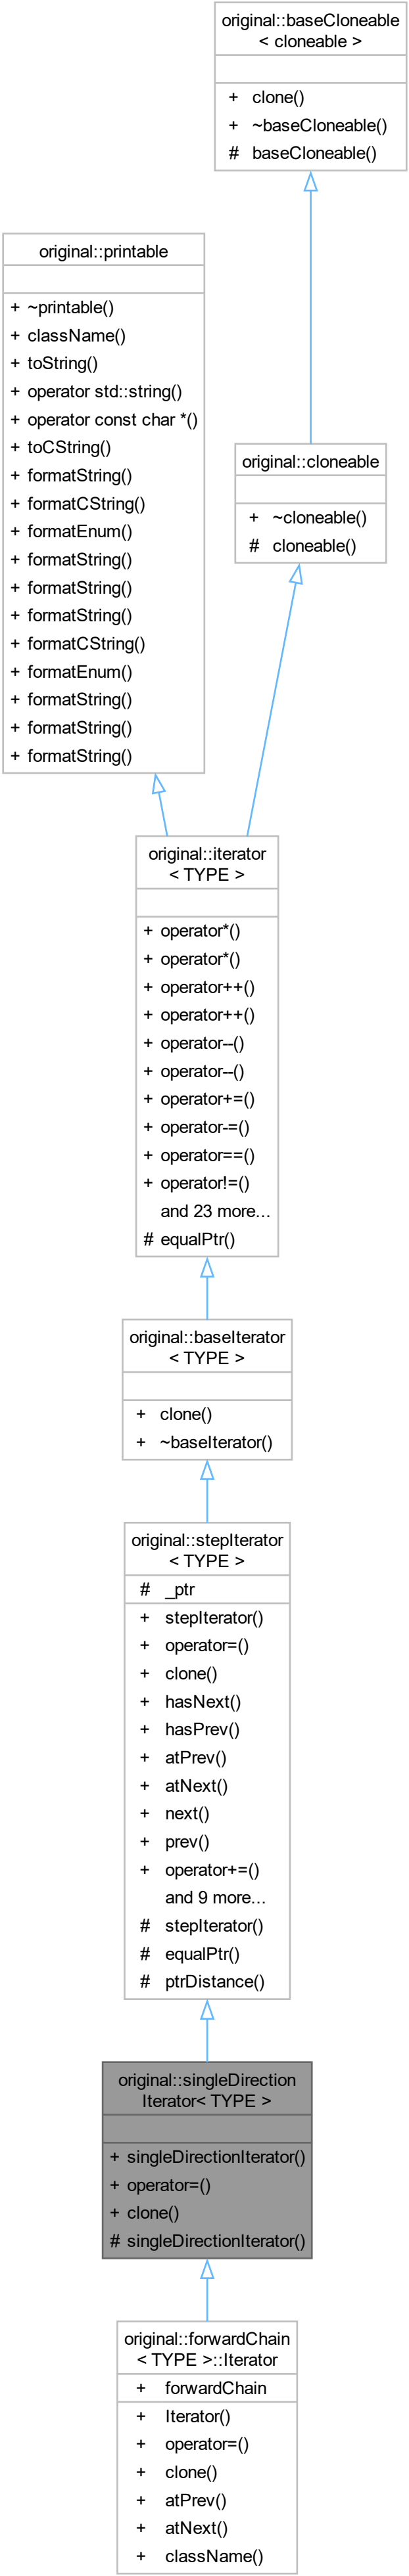 original::baseCloneable
< cloneable >
+ clone()
+ ~baseCloneable()
# baseCloneable()
original::printable
+ ~printable()
+ className()
+ toString()
+ operator std::string()
+ operator const char *()
+ toCString()
+ formatString()
+ formatCString()
+ formatEnum()
+ formatString()
+ formatString()
+ formatString()
+ formatCString()
+ formatEnum()
+ formatString()
+ formatString()
+ formatString()
original::cloneable
+ ~cloneable()
# cloneable()
original::iterator
< TYPE >
+ operator*()
+ operator*()
+ operator++()
+ operator++()
+ operator--()
+ operator--()
+ operator+=()
+ operator-=()
+ operator==()
+ operator!=()
and 23 more...
# equalPtr()
original::baseIterator
< TYPE >
+ clone()
+ ~baseIterator()
original::stepIterator
< TYPE >
# _ptr
+ stepIterator()
+ operator=()
+ clone()
+ hasNext()
+ hasPrev()
+ atPrev()
+ atNext()
+ next()
+ prev()
+ operator+=()
and 9 more...
# stepIterator()
# equalPtr()
# ptrDistance()
original::singleDirection
Iterator< TYPE >
+ singleDirectionIterator()
+ operator=()
+ clone()
# singleDirectionIterator()
original::forwardChain
< TYPE >::Iterator
+ forwardChain
+ Iterator()
+ operator=()
+ clone()
+ atPrev()
+ atNext()
+ className()